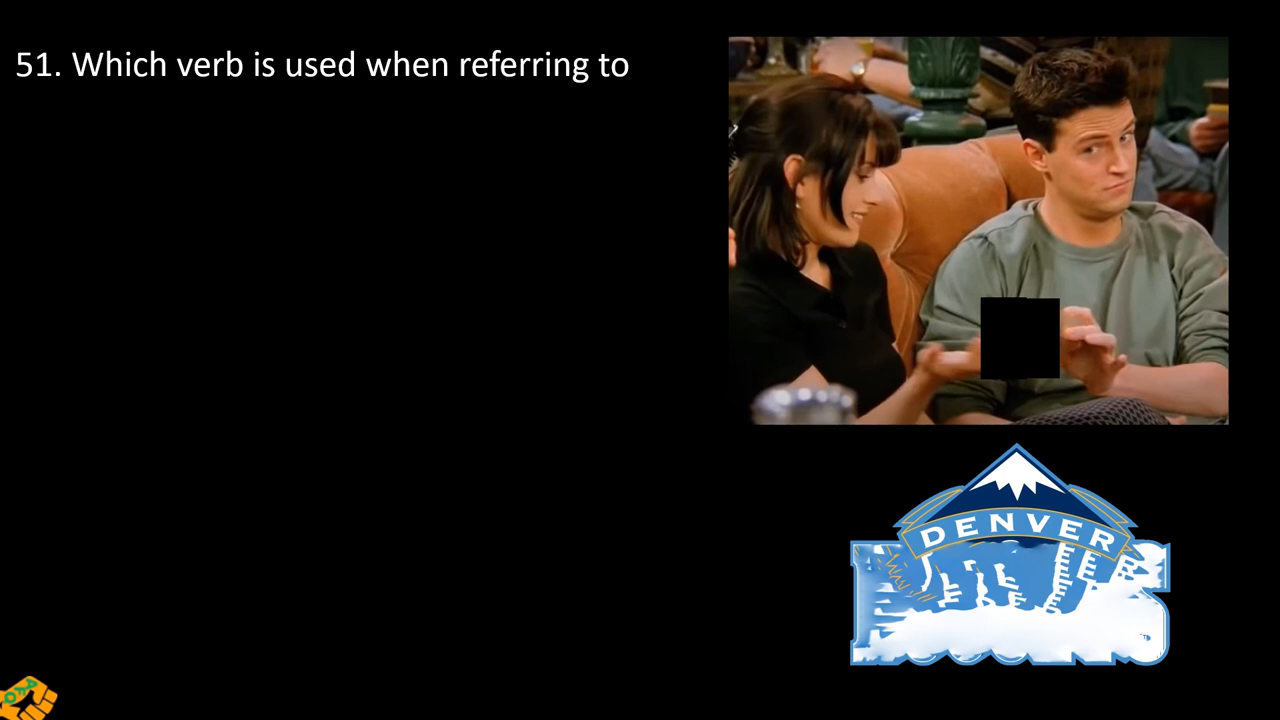 51. Which verb is used when referring to
DENVER